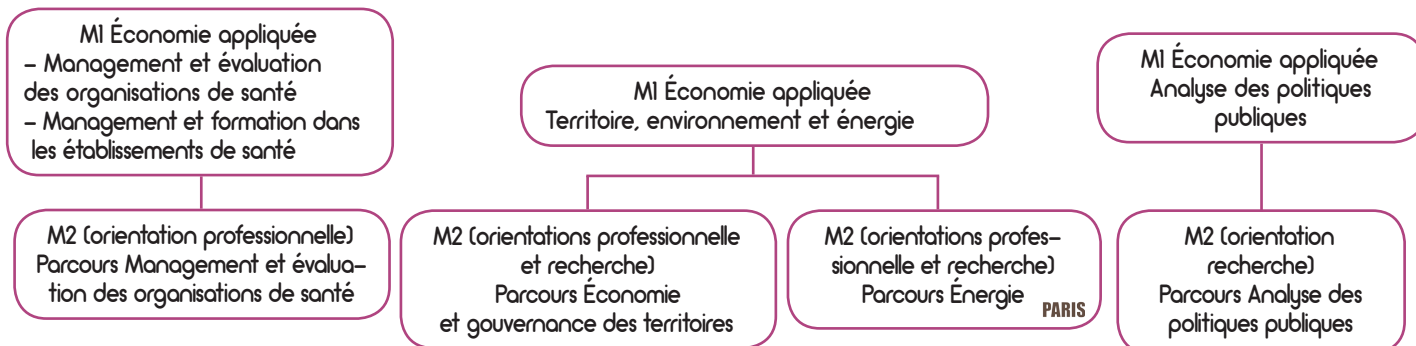 M1 Économie appliquée
– Management et évaluation
des organisations de santé
– Management et formation dans
les établissements de santé
M1 Économie appliquée
Territoire, environnement et énergie
M1 Économie appliquée
Analyse des politiques
publiques
M2 (orientation professionnelle)
Parcours Management et évalua–
tion des organisations de santé
M2 (orientations professionnelle
et recherche)
Parcours Économie
et gouvernance des territoires
M2 (orientations profes–
sionnelle et recherche)
Parcours Énergie
PARIS
M2 (orientation
recherche)
Parcours Analyse des
politiques publiques